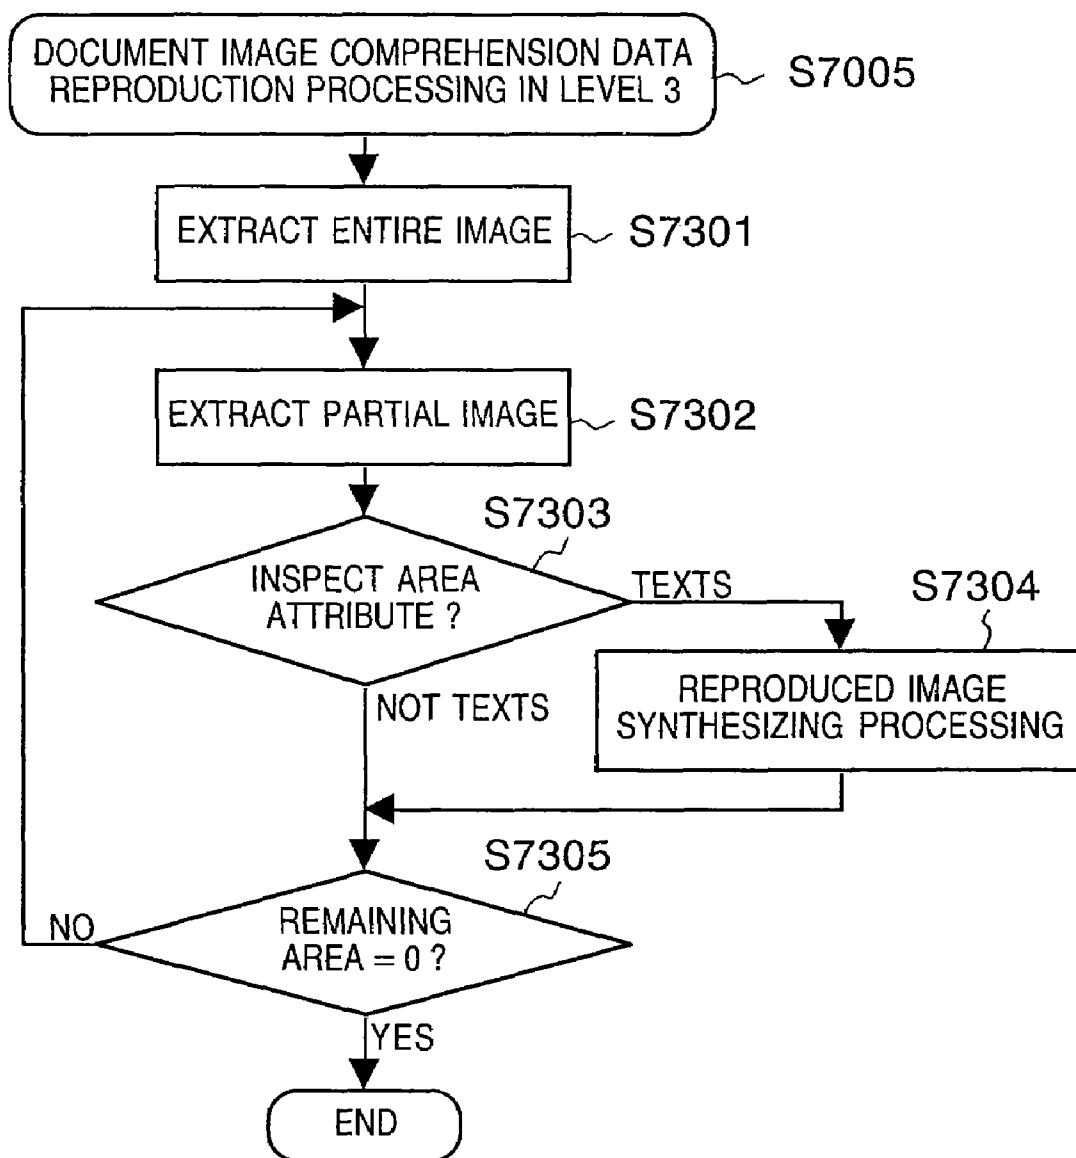 DOCUMENT IMAGE COMPREHENSION DATA
REPRODUCTION PROCESSING IN LEVEL 3
S7005
EXTRACT ENTIRE IMAGE
S7301
EXTRACT PARTIAL IMAGE
S7302
S7303
INSPECT AREA
ATTRIBUTE ?
TEXTS
S7304
REPRODUCED IMAGE
SYNTHESIZING PROCESSING
NOT TEXTS
S7305
REMAINING
AREA = 0 ?
NO
YES
END